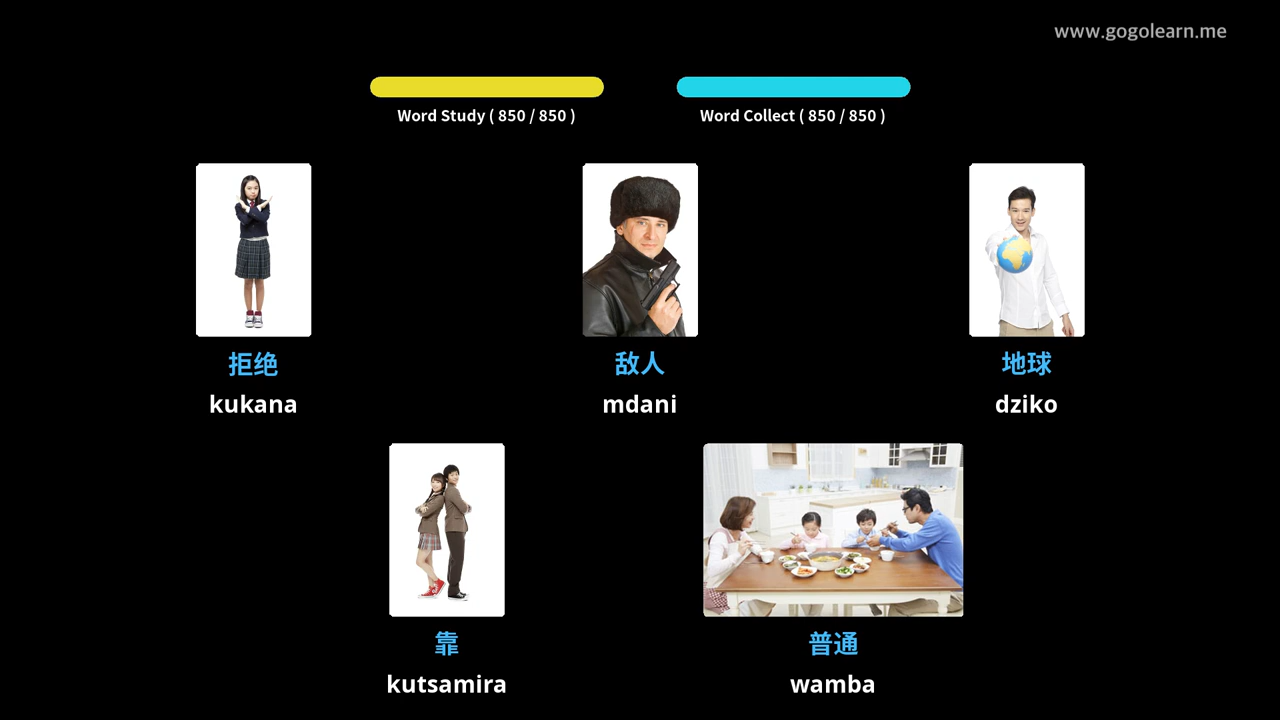 www.gogolearn.me
Word Study ( 850 / 850 )
Word Collect ( 850 / 850 )
拒绝
敌人
地球
kukana
mdani
dziko
靠
普通
kutsamira
wamba